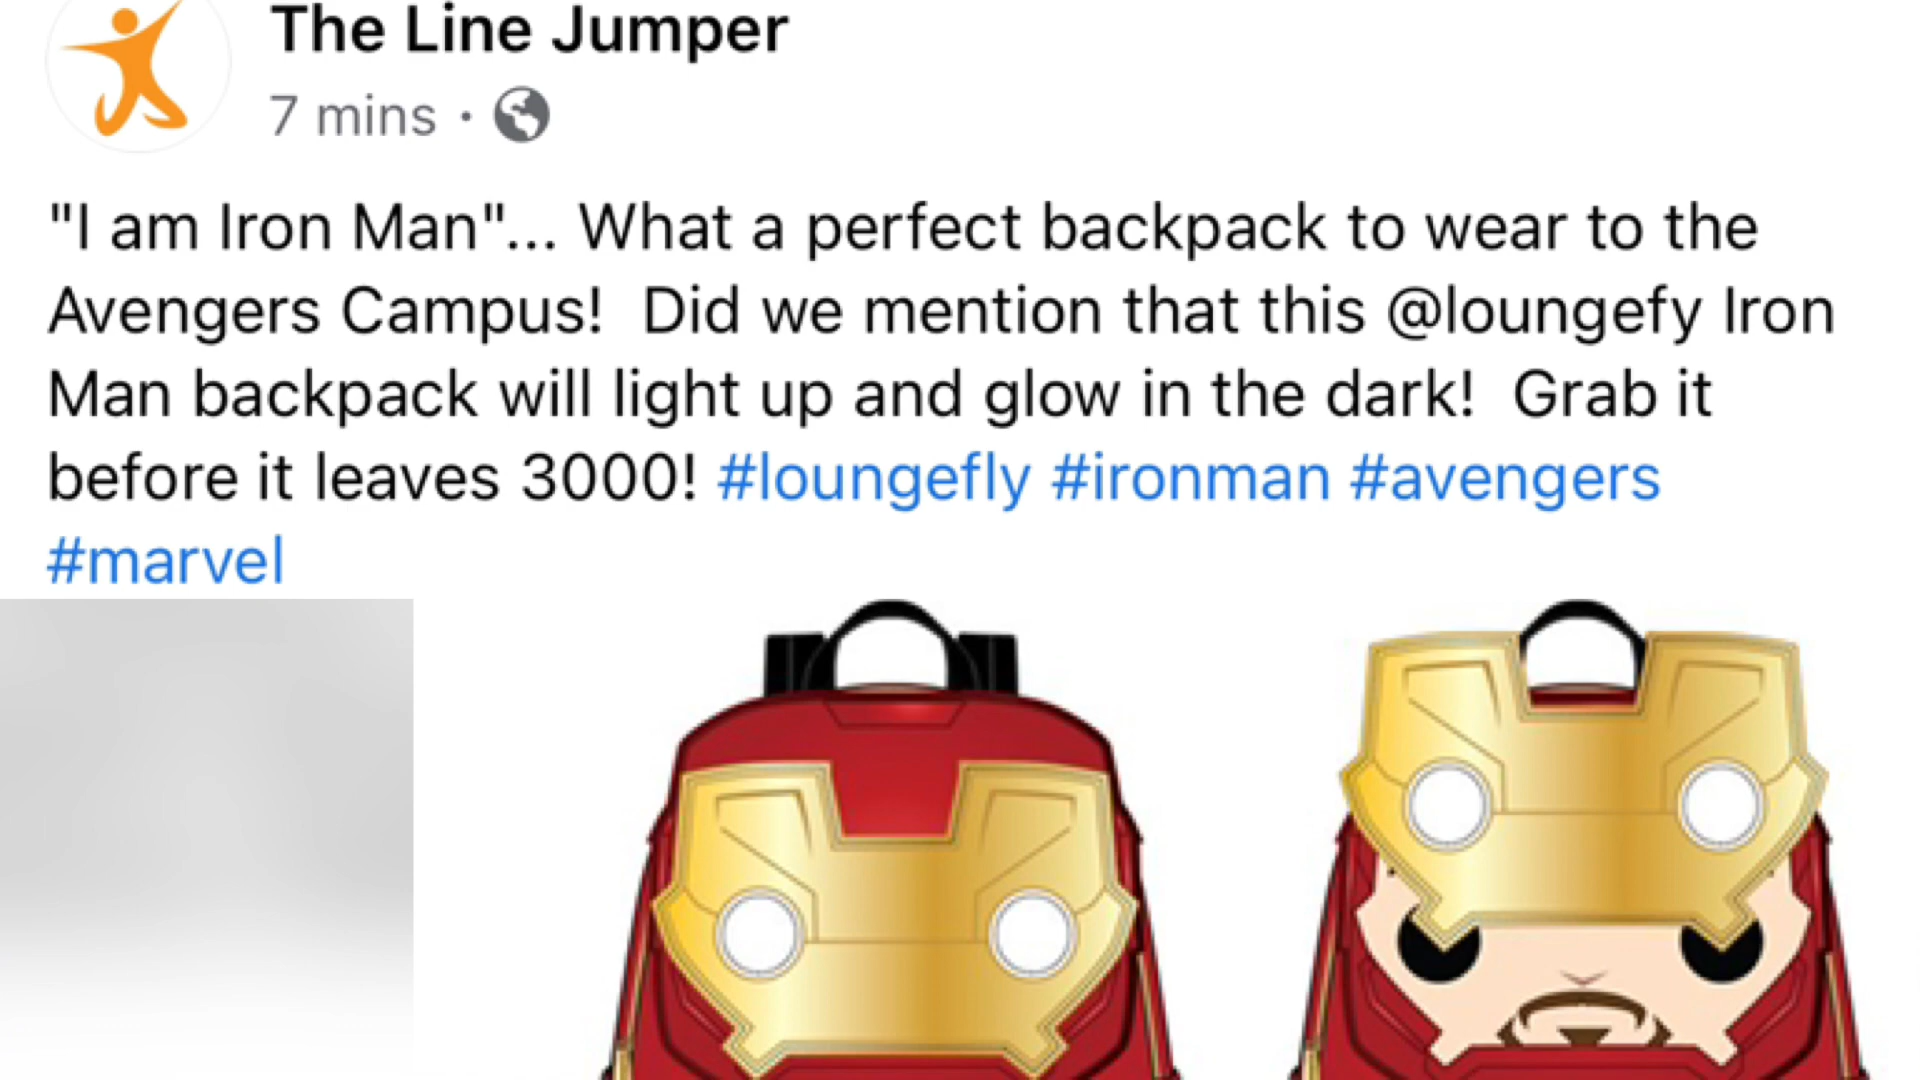 The Line Jumper
7 mins ·
"I am Iron Man"... What a perfect backpack to wear to the
Avengers Campus!  Did we mention that this @loungefy Iron
Man backpack will light up and glow in the dark!  Grab it
before it leaves 3000! #loungefly #ironman #avengers
#marvel